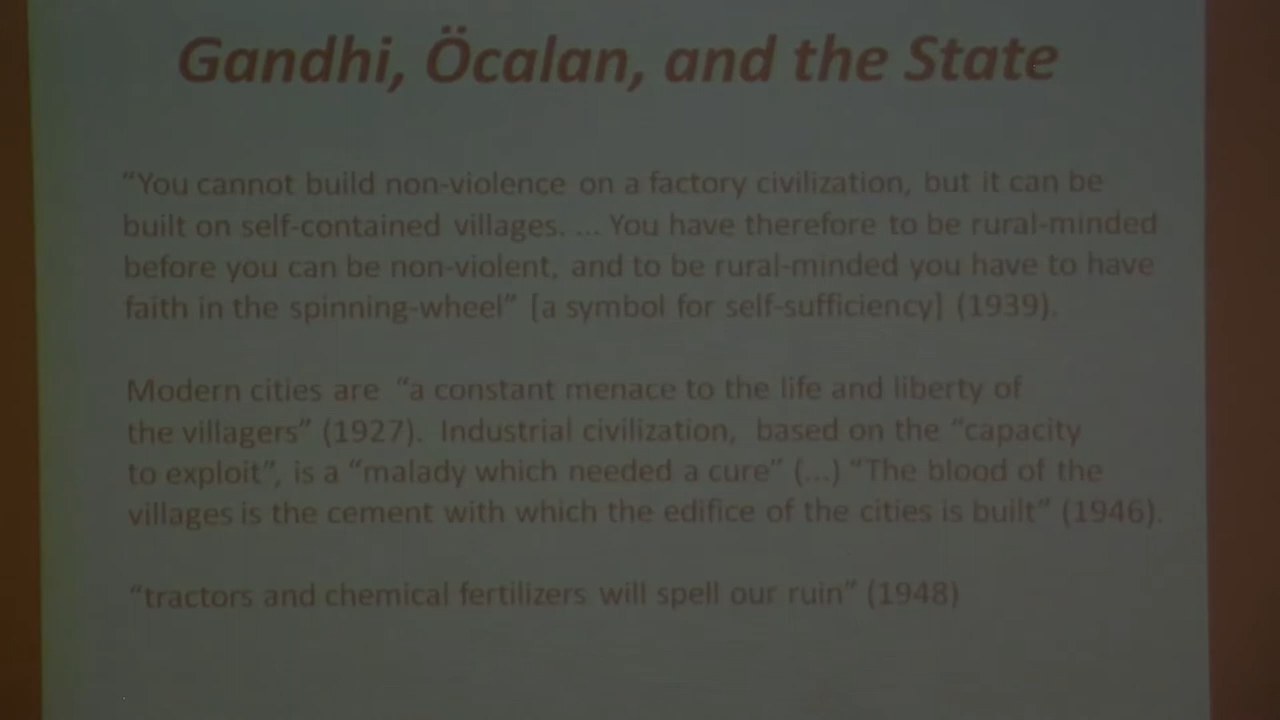 Gandhi, Öcalan, and the State
“You cannot build non-violence on a factory civilization, but it can be
built on self-contained villages. ... You have therefore to be rural-minded
before you can be non-violent, and to be rural-minded you have to have
faith in the spinning-wheel” [a symbol for self-sufficiency] (1939).
Modern cities are “a constant menace to the life and liberty of
the villagers” (1927). Industrial civilization, based on the “capacity
to exploit”, is a “malady which needed a cure” (...) “The blood of the
villages is the cement with which the edifice of the cities is built” (1946).
“tractors and chemical fertilizers will spell our ruin” (1948)